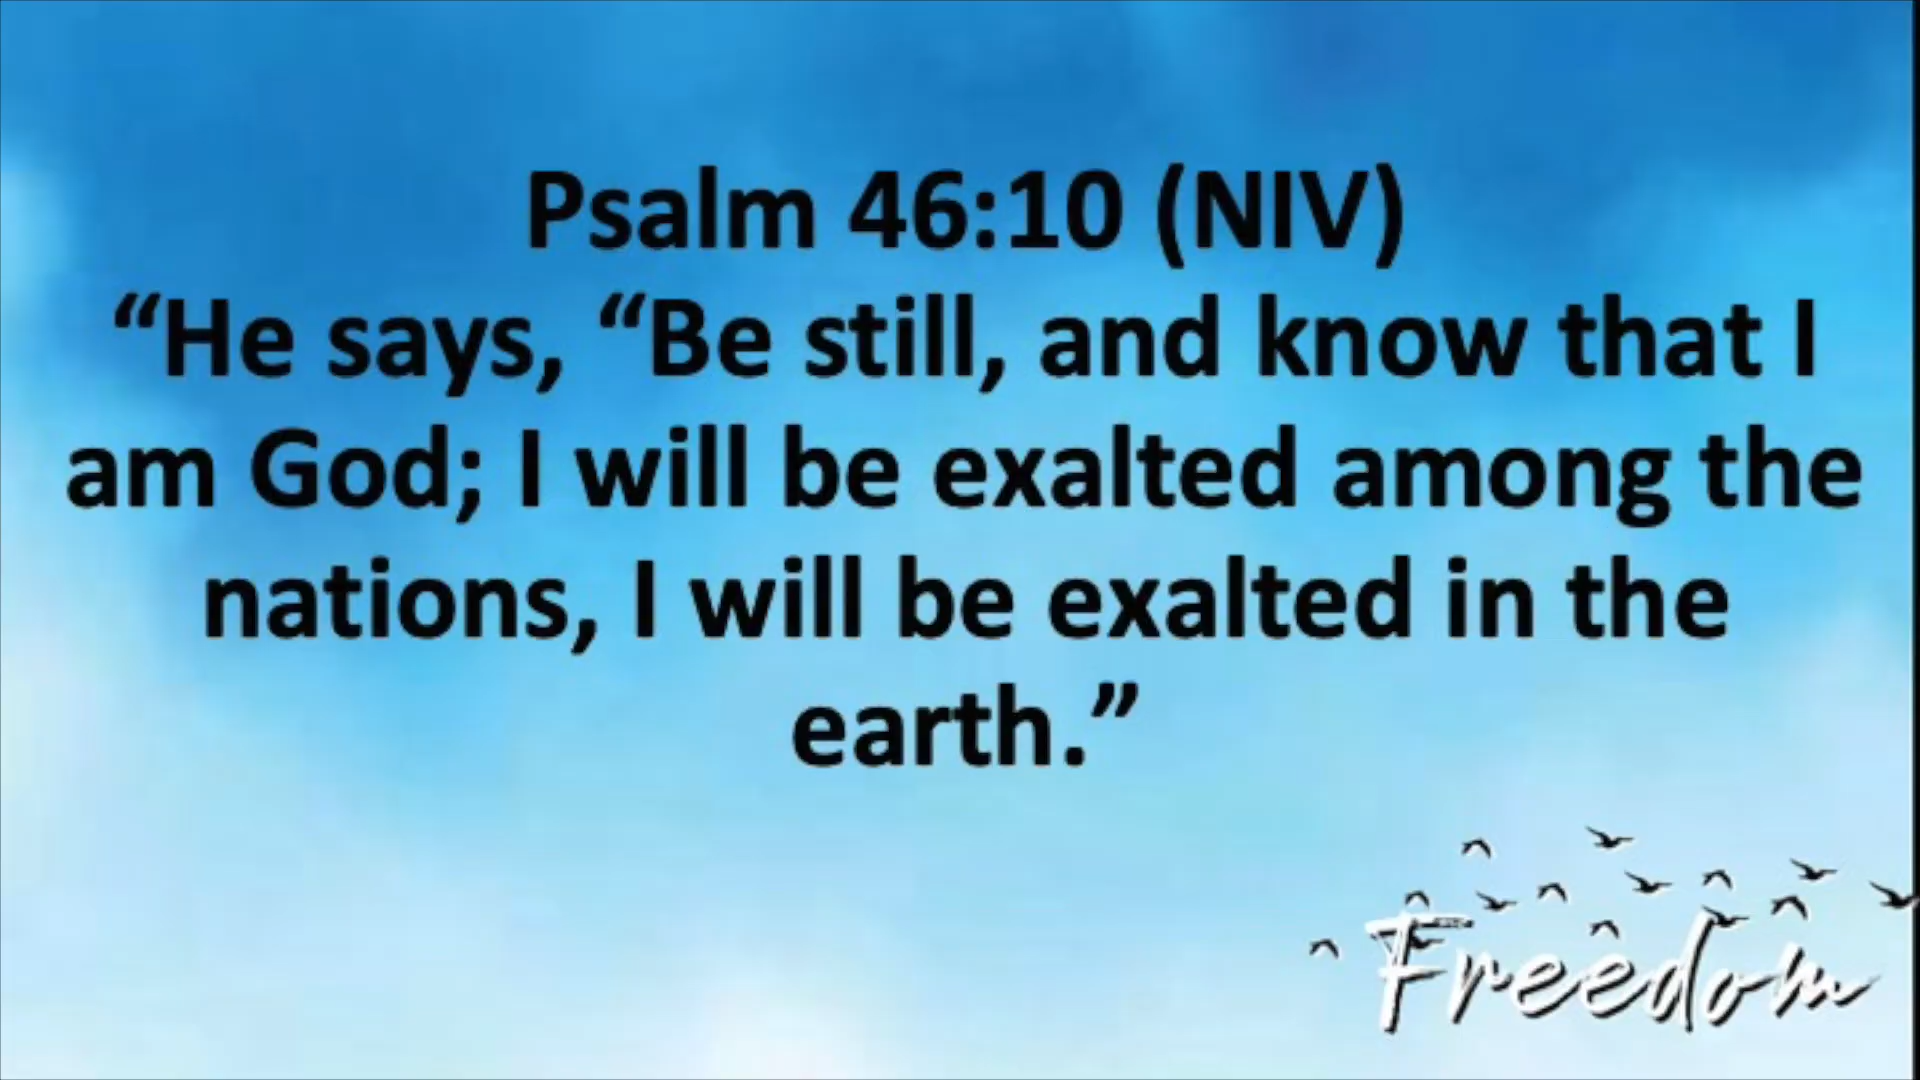 Psalm 46:10 (NIV)
“He says, “Be still, and know that I
am God; I will be exalted among the
nations, I will be exalted in the
earth.”
Freedom